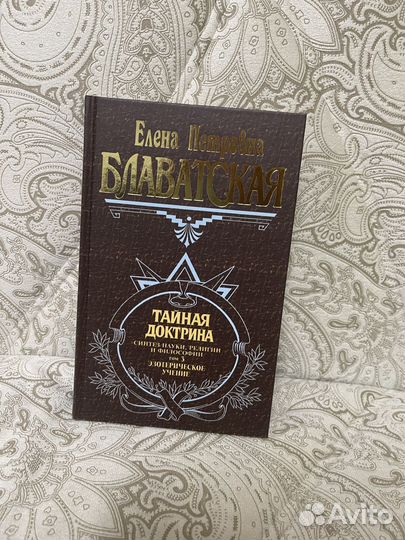 Елена Петровна
БЛАВАТСКАЯ
ТАЙНАЯ
ДОКТРИНА
СИНТЕЗ НАУКИ, РЕЛИГИИ
И ФИЛОСОФИИ
ТОМ 3
ЭЗОТЕРИЧЕСКОЕ
УЧЕНИЕ
Avito